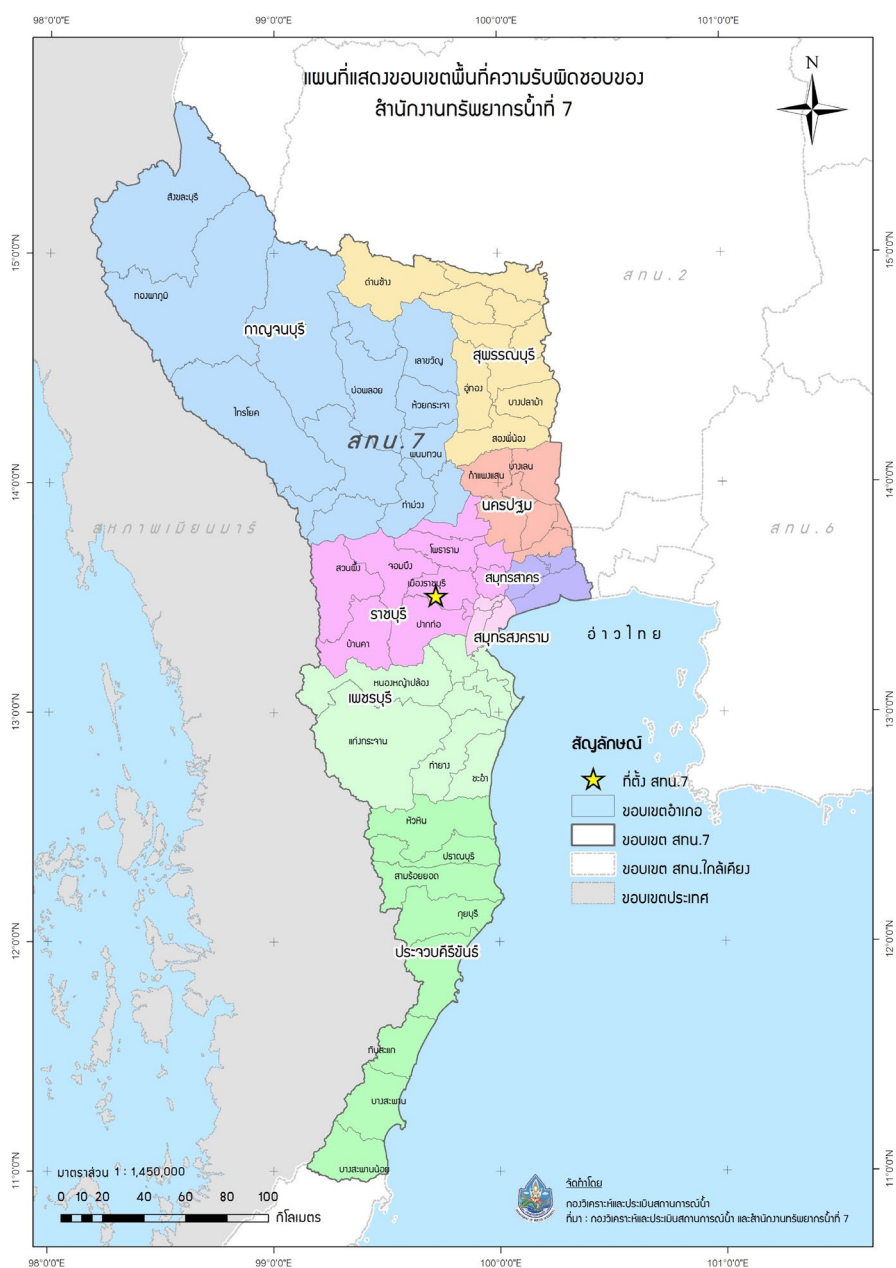 98°0'0"E 99°0'0"E 100°0'0"E 101°0'0"E
แผนที่แสดงขอบเขตพื้นที่ความรับผิดชอบของ
สำนักงานทรัพยากรน้ำที่ 7
N
15°0'0"N
14°0'0"N
13°0'0"N
12°0'0"N
11°0'0"N
15°0'0"N
14°0'0"N
13°0'0"N
12°0'0"N
11°0'0"N
สังขละบุรี
ทองผาภูมิ
กาญจนบุรี
ไทรโยค
บ่อพลอย
เลาขวัญ
ห้วยกระเจา
สทน.7
พนมทวน
ท่าม่วง
ด่านช้าง
สุพรรณบุรี
อู่ทอง
บางปลาม้า
สองพี่น้อง
สทน.2
กำแพงแสน
บางเลน
นครปฐม
สหภาพเมียนมาร์
สทน.6
โพธาราม
สวนผึ้ง
จอมบึง
เมืองราชบุรี
ราชบุรี
ปากท่อ
บ้านคา
สมุทรสาคร
สมุทรสงคราม
อ่าวไทย
หนองหญ้าปล้อง
เพชรบุรี
แก่งกระจาน
ท่ายาง
ชะอำ
หัวหิน
ปราณบุรี
สามร้อยยอด
กุยบุรี
ประจวบคีรีขันธ์
ทับสะแก
บางสะพาน
บางสะพานน้อย
สัญลักษณ์
ที่ตั้ง สทน.7
ขอบเขตอำเภอ
ขอบเขต สทน.7
ขอบเขต สทน.ใกล้เคียง
ขอบเขตประเทศ
มาตราส่วน 1 : 1,450,000
0 10 20 40 60 80 100
กิโลเมตร
จัดทำโดย
กองวิเคราะห์และประเมินสถานการณ์น้ำ
ที่มา : กองวิเคราะห์และประเมินสถานการณ์น้ำ และสำนักงานทรัพยากรน้ำที่ 7
98°0'0"E 99°0'0"E 100°0'0"E 101°0'0"E